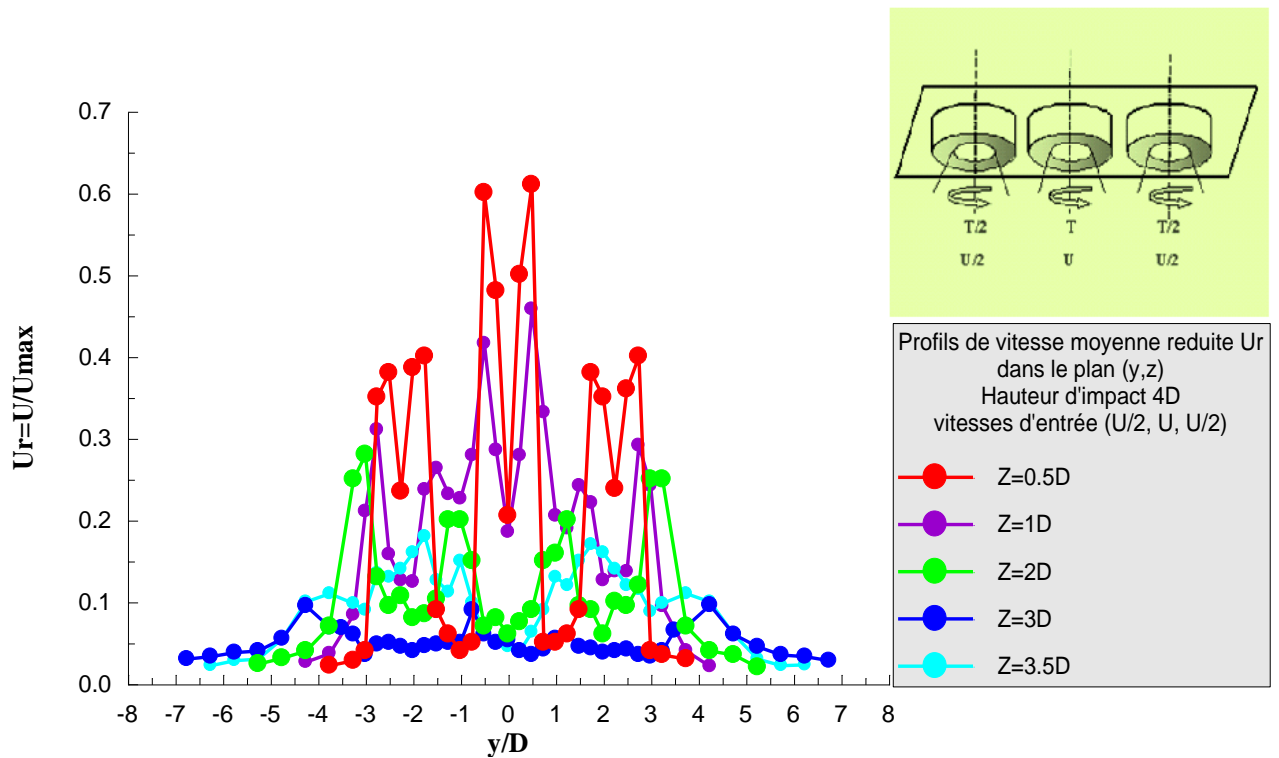 0.7
0.6
0.5
0.4
0.3
0.2
0.1
0.0
Ur=U/Umax
-8 -7 -6 -5 -4 -3 -2 -1 0 1 2 3 4 5 6 7 8
y/D
T/2 T T/2
U/2 U U/2
Profils de vitesse moyenne reduite Ur
dans le plan (y,z)
Hauteur d'impact 4D
vitesses d'entrée (U/2, U, U/2)
Z=0.5D
Z=1D
Z=2D
Z=3D
Z=3.5D